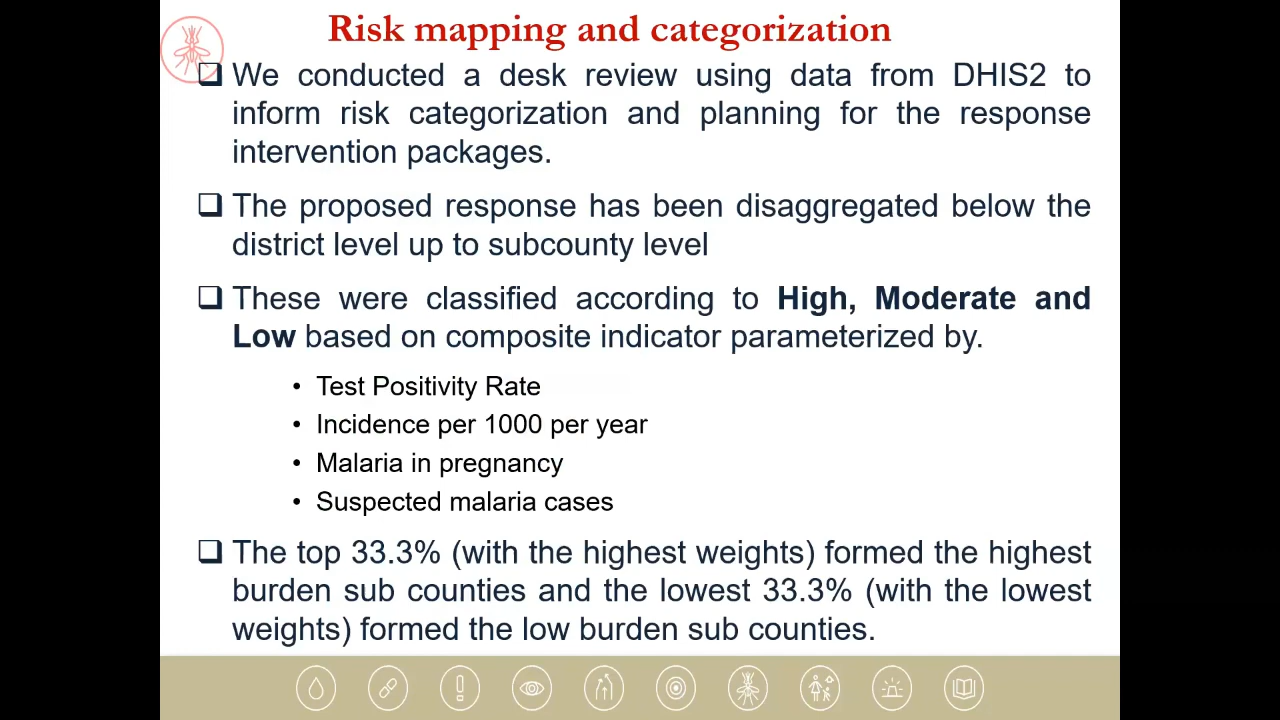 Risk mapping and categorization
❑ We conducted a desk review using data from DHIS2 to
inform risk categorization and planning for the response
intervention packages.
❑ The proposed response has been disaggregated below the
district level up to subcounty level
❑ These were classified according to High, Moderate and
Low based on composite indicator parameterized by.
• Test Positivity Rate
• Incidence per 1000 per year
• Malaria in pregnancy
• Suspected malaria cases
❑ The top 33.3% (with the highest weights) formed the highest
burden sub counties and the lowest 33.3% (with the lowest
weights) formed the low burden sub counties.